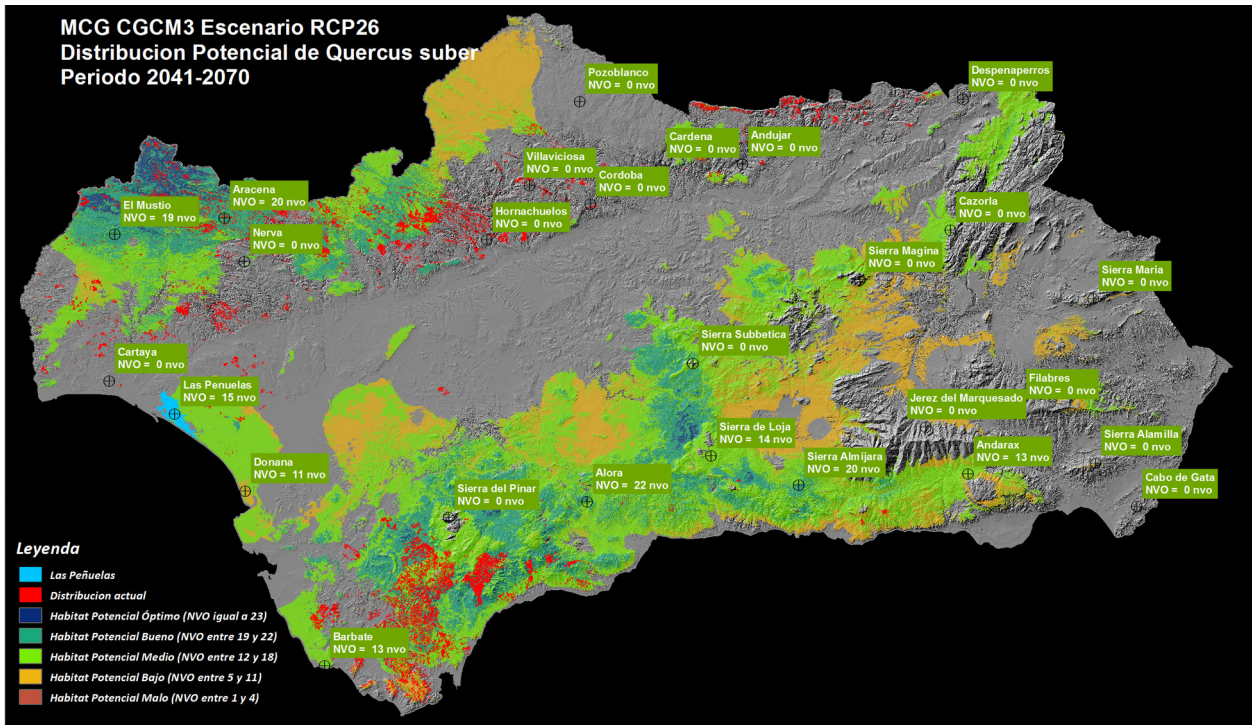 MCG CGCM3 Escenario RCP26
Distribucion Potencial de Quercus suber
Periodo 2041-2070
Pozoblanco
NVO = 0 nvo
Despenaperros
NVO = 0 nvo
Cardena
NVO = 0 nvo
Andujar
NVO = 0 nvo
Villaviciosa
NVO = 0 nvo
Cordoba
NVO = 0 nvo
Aracena
NVO = 20 nvo
El Mustio
NVO = 19 nvo
Nerva
NVO = 0 nvo
Hornachuelos
NVO = 0 nvo
Cazorla
NVO = 0 nvo
Sierra Magina
NVO = 0 nvo
Sierra Maria
NVO = 0 nvo
Cartaya
NVO = 0 nvo
Las Penuelas
NVO = 15 nvo
Sierra Subbetica
NVO = 0 nvo
Filabres
NVO = 0 nvo
Jerez del Marquesado
NVO = 0 nvo
Sierra de Loja
NVO = 14 nvo
Sierra Alamilla
NVO = 0 nvo
Andarax
NVO = 13 nvo
Sierra Almijara
NVO = 20 nvo
Donana
NVO = 11 nvo
Alora
NVO = 22 nvo
Sierra del Pinar
NVO = 0 nvo
Cabo de Gata
NVO = 0 nvo
Barbate
NVO = 13 nvo
Leyenda
Las Peñuelas
Distribucion actual
Habitat Potencial Óptimo (NVO igual a 23)
Habitat Potencial Bueno (NVO entre 19 y 22)
Habitat Potencial Medio (NVO entre 12 y 18)
Habitat Potencial Bajo (NVO entre 5 y 11)
Habitat Potencial Malo (NVO entre 1 y 4)